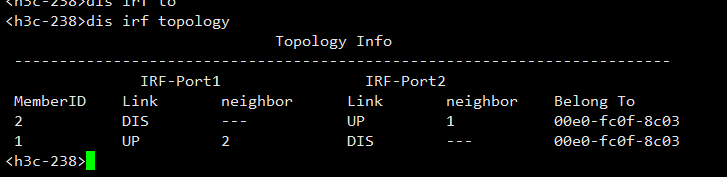 <h3c-238>dis irf to
<h3c-238>dis irf topology
Topology Info
-------------------------------------------------------------------------
IRF-Port1 IRF-Port2
MemberID Link neighbor Link neighbor Belong To
2 DIS --- UP 1 00e0-fc0f-8c03
1 UP 2 DIS --- 00e0-fc0f-8c03
<h3c-238>